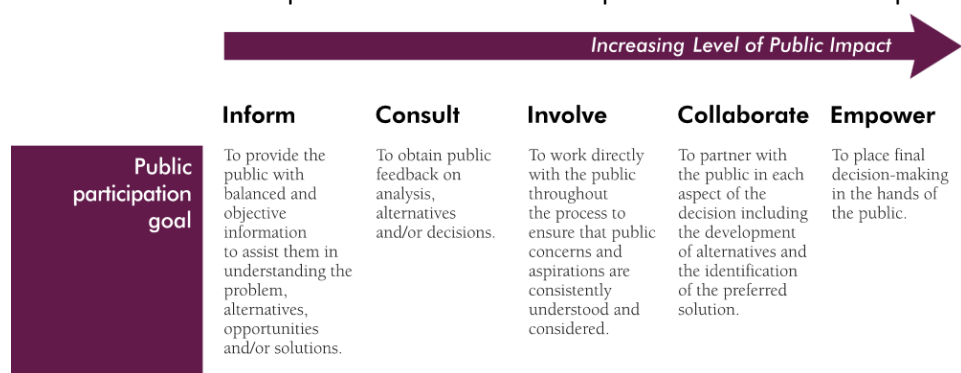 Increasing Level of Public Impact
Inform
Consult
Involve
Collaborate
Empower
Public
participation
goal
To provide the
public with
balanced and
objective
information
to assist them in
understanding the
problem,
alternatives,
opportunities
and/or solutions.
To obtain public
feedback on
analysis,
alternatives
and/or decisions.
To work directly
with the public
throughout
the process to
ensure that public
concerns and
aspirations are
consistently
understood and
considered.
To partner with
the public in each
aspect of the
decision including
the development
of alternatives and
the identification
of the preferred
solution.
To place final
decision-making
in the hands of
the public.